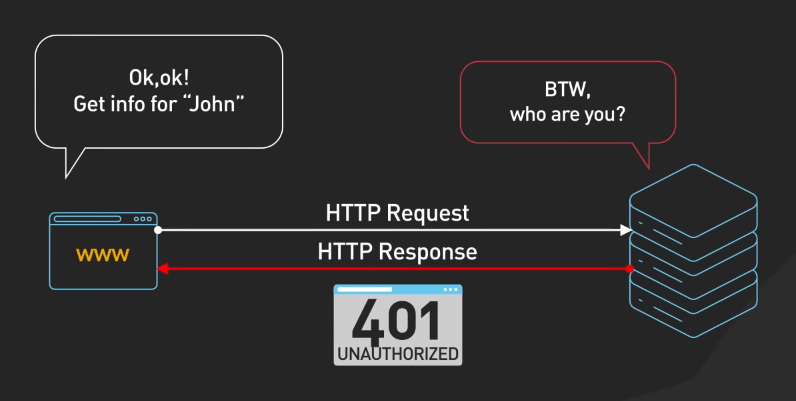 Ok,ok!
Get info for “John”
BTW,
who are you?
HTTP Request
www
HTTP Response
401
UNAUTHORIZED